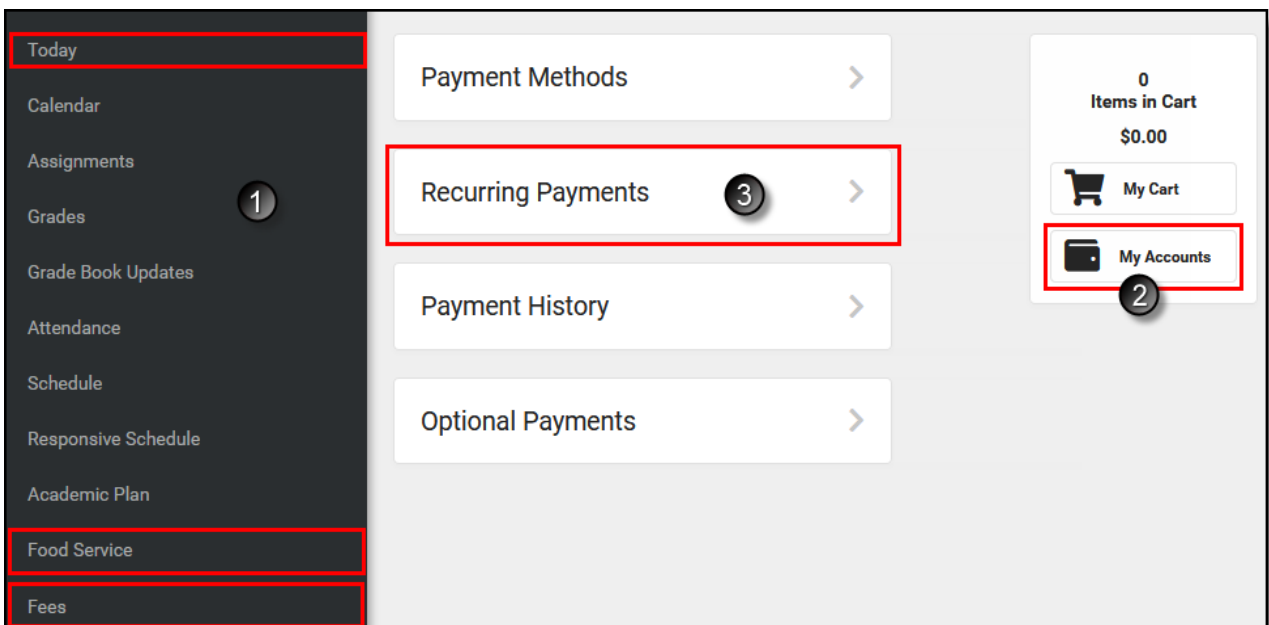 Today
Calendar
Assignments
1
Grades
Grade Book Updates
Attendance
Schedule
Responsive Schedule
Academic Plan
Food Service
Fees
Payment Methods
Recurring Payments 3
Payment History
Optional Payments
0
Items in Cart
$0.00
My Cart
My Accounts
2